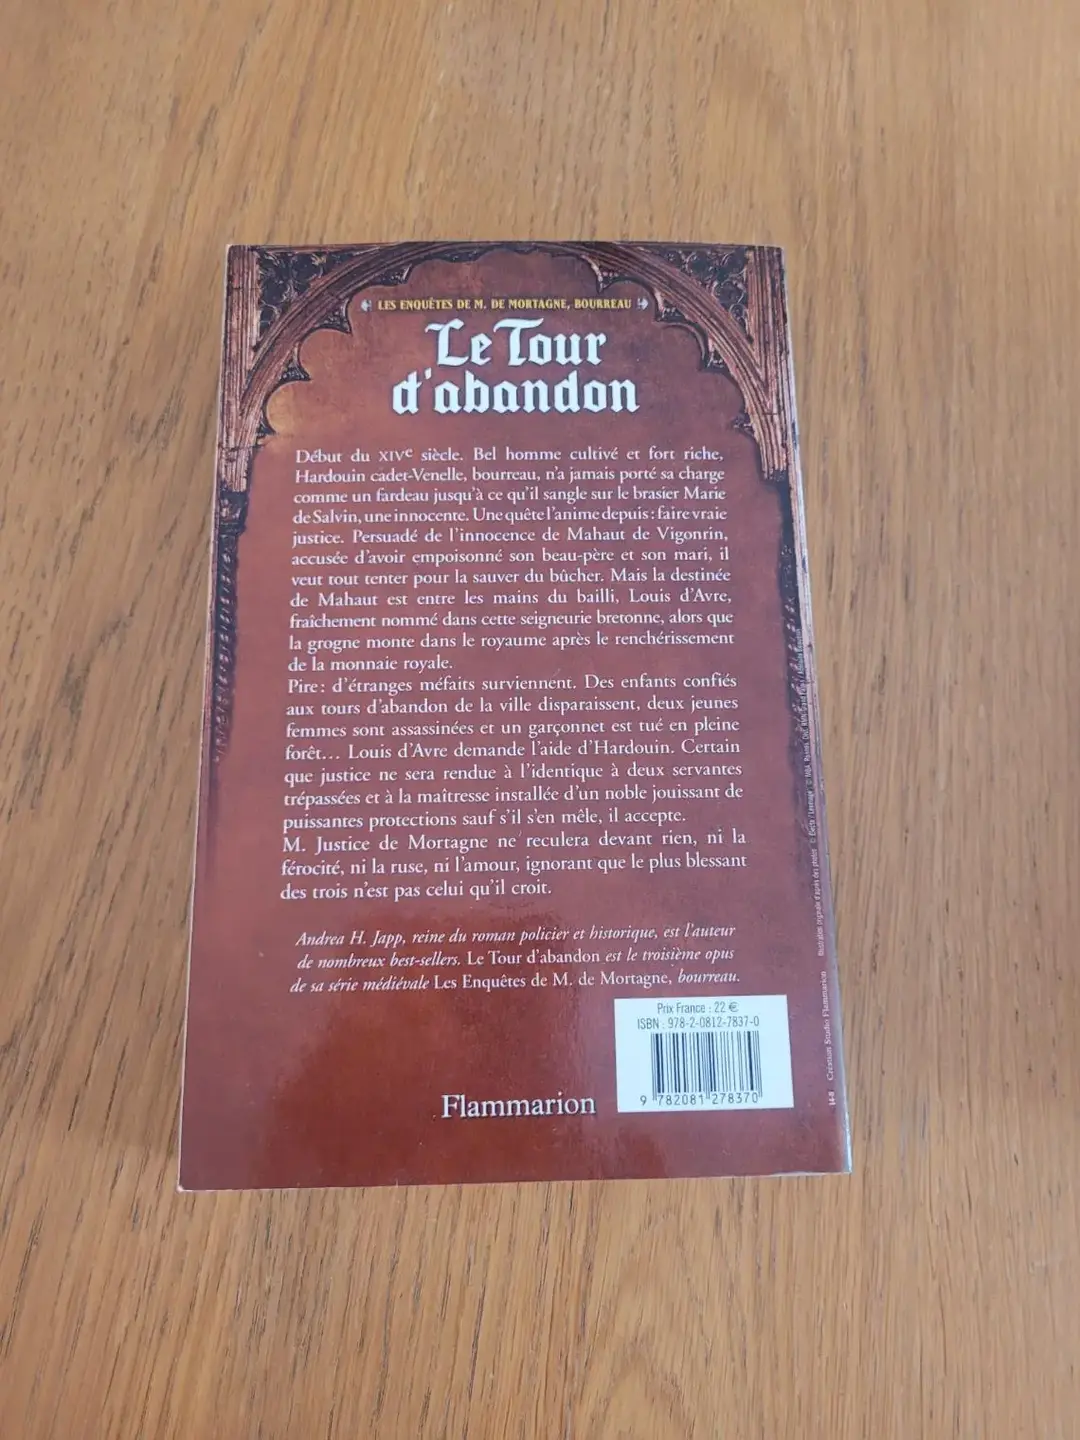 LES ENQUÊTES DE M. DE MORTAGNE, BOURREAU
Le Tour
d'abandon
Début du XIVe siècle. Bel homme cultivé et fort riche,
Hardouin cadet-Venelle, bourreau, n'a jamais porté sa charge
comme un fardeau jusqu'à ce qu'il sangle sur le brasier Marie
de Salvin, une innocente. Une quête l'anime depuis : faire vraie
justice. Persuadé de l'innocence de Mahaut de Vigonrin,
accusée d'avoir empoisonné son beau-père et son mari, il
veut tout tenter pour la sauver du bûcher. Mais la destinée
de Mahaut est entre les mains du bailli, Louis d'Avre,
fraîchement nommé dans cette seigneurie bretonne, alors que
la grogne monte dans le royaume après le renchérissement
de la monnaie royale.
Pire : d'étranges méfaits surviennent. Des enfants confiés
aux tours d'abandon de la ville disparaissent, deux jeunes
femmes sont assassinées et un garçonnet est tué en pleine
forêt... Louis d'Avre demande l'aide d'Hardouin. Certain
que justice ne sera rendue à l'identique à deux servantes
trépassées et à la maîtresse installée d'un noble jouissant de
puissantes protections sauf s'il s'en mêle, il accepte.
M. Justice de Mortagne ne reculera devant rien, ni la
férocité, ni la ruse, ni l'amour, ignorant que le plus blessant
des trois n'est pas celui qu'il croit.
Andrea H. Japp, reine du roman policier et historique, est l'auteur
de nombreux best-sellers. Le Tour d'abandon est le troisième opus
de sa série médiévale Les Enquêtes de M. de Mortagne, bourreau.
Prix France : 22 €
ISBN : 978-2-0812-7837-0
9 782081 278370
Flammarion
14-II Création Studio Flammarion
Illustration originale d'après des photos